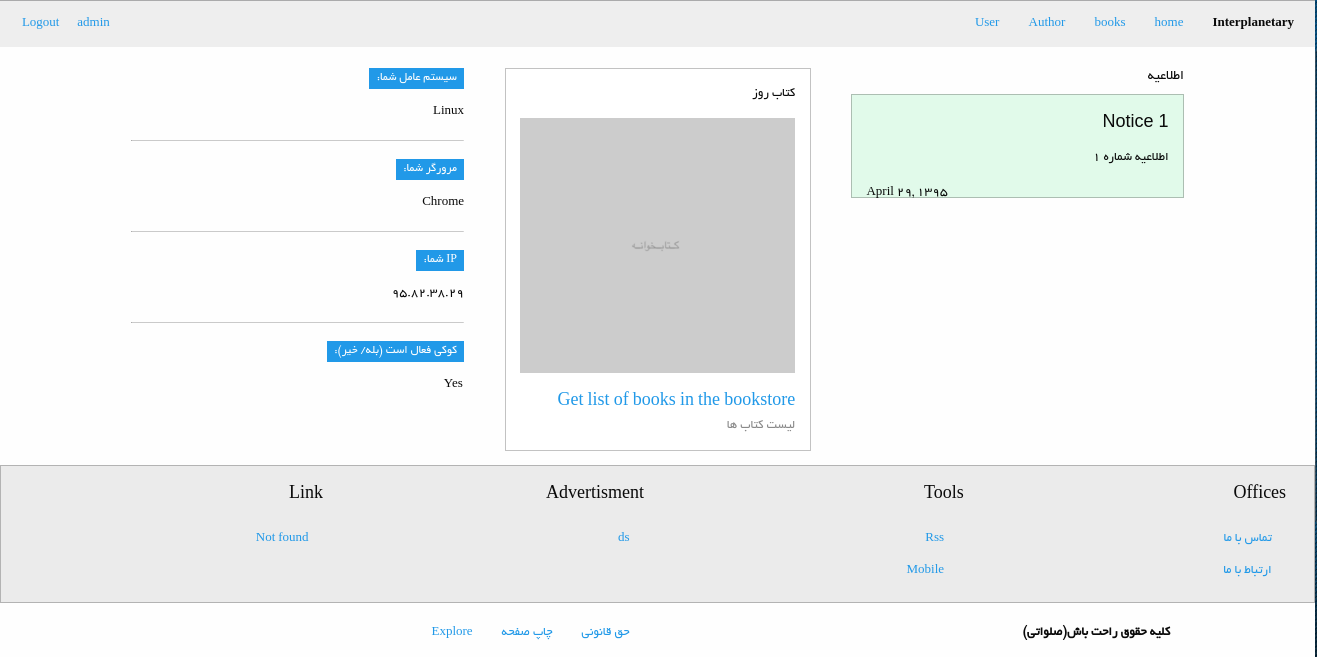 Interplanetary home books Author User admin Logout
اطلاعیه
Notice 1
اطلاعیه شماره ۱
April ۲۹, ۱۳۹۵
کتاب روز
کتابخوانه
Get list of books in the bookstore
لیست کتاب ها
سیستم عامل شما:
Linux
مرورگر شما:
Chrome
IP شما:
۹۵.۸۲.۳۸.۲۹
کوکی فعال است (بله/ خیر):
Yes
Offices
تماس با ما
ارتباط با ما
Tools
Rss
Mobile
Advertisment
ds
Link
Not found
کلیه حقوق راحت باش(صلواتی)
حق قانونی چاپ صفحه Explore